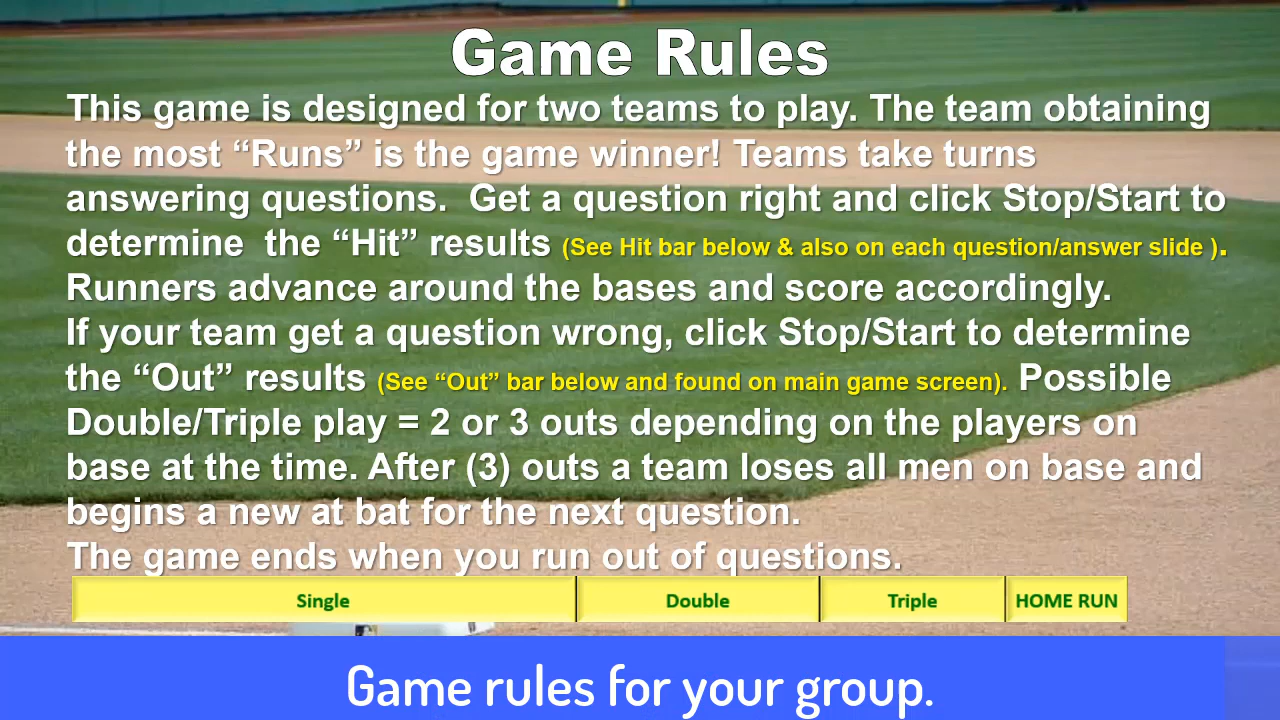 Game Rules
This game is designed for two teams to play. The team obtaining
the most “Runs” is the game winner! Teams take turns
answering questions.  Get a question right and click Stop/Start to
determine  the “Hit” results (See Hit bar below & also on each question/answer slide ).
Runners advance around the bases and score accordingly.
If your team get a question wrong, click Stop/Start to determine
the “Out” results (See “Out” bar below and found on main game screen). Possible
Double/Triple play = 2 or 3 outs depending on the players on
base at the time. After (3) outs a team loses all men on base and
begins a new at bat for the next question.
The game ends when you run out of questions.
Single Double Triple HOME RUN
Game rules for your group.